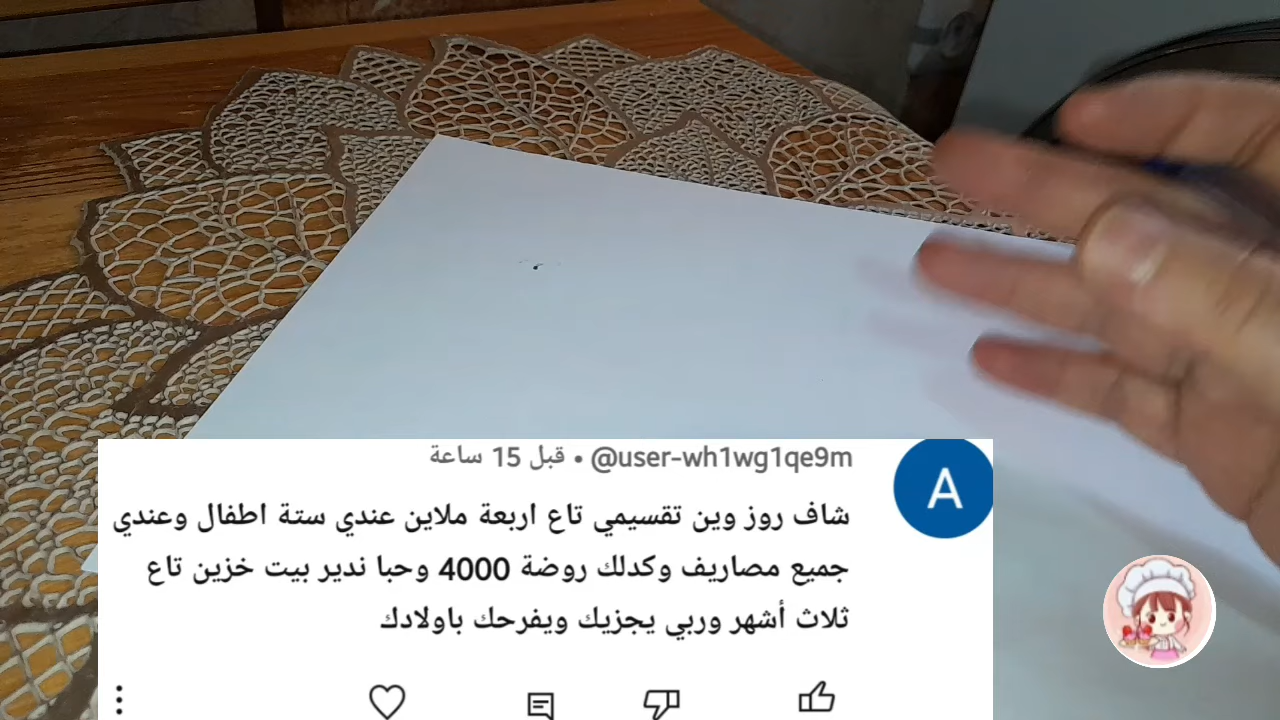 @user-wh1wg1qe9m • قبل 15 ساعة
A
شاف روز وين تقسيمي تاع اربعة ملاين عندي ستة اطفال وعندي
جميع مصاريف وكدلك روضة 4000 وحبا ندير بيت خزين تاع
ثلاث أشهر وربي يجزيك ويفرحك باولادك